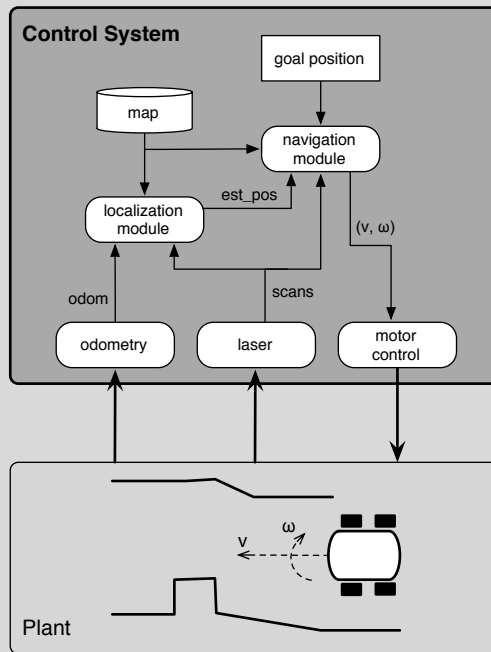 Control System
goal position
map
navigation
module
est_pos
localization
module
(v, ω)
odom
scans
odometry
laser
motor
control
ω
v
Plant